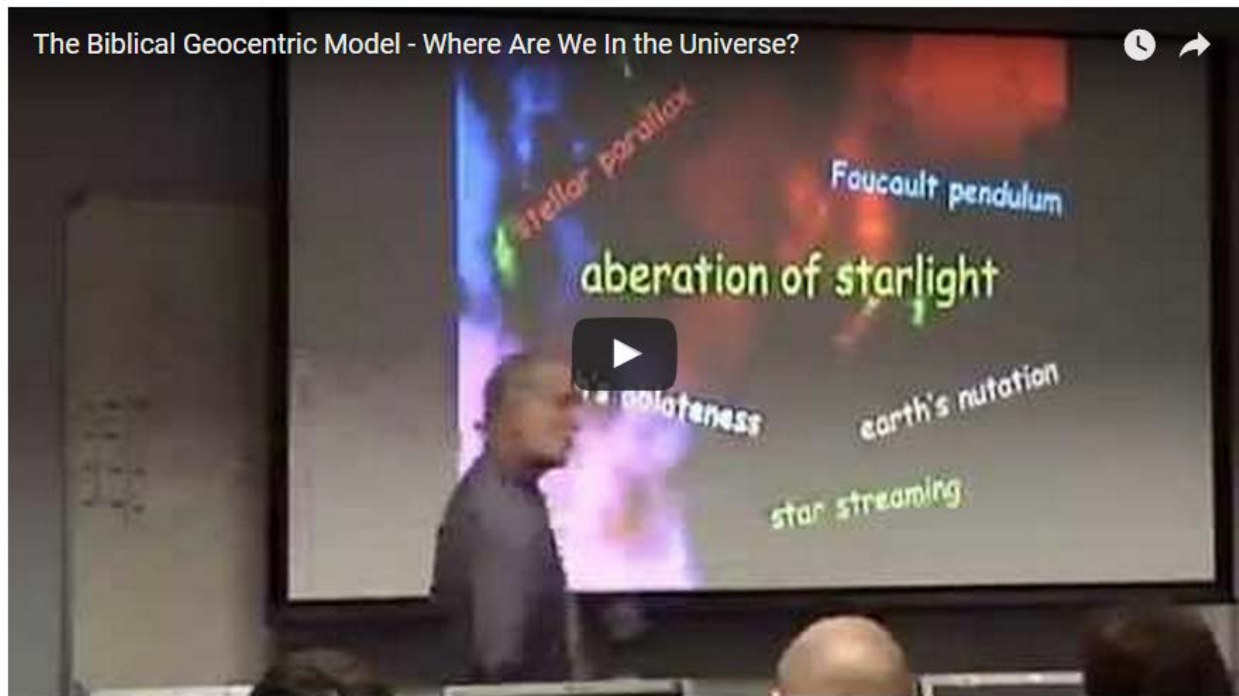 The Biblical Geocentric Model - Where Are We In the Universe?
stellar parallax
Foucault pendulum
aberation of starlight
oblateness
earth's nutation
star streaming